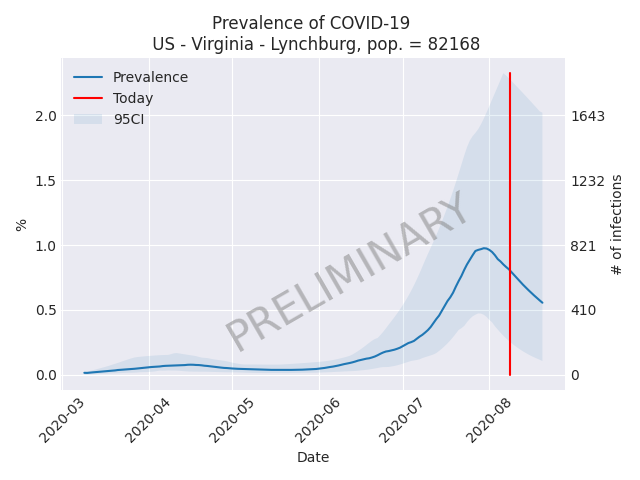 Prevalence of COVID-19
US - Virginia - Lynchburg, pop. = 82168
Prevalence
Today
95CI
2.0
1.5
1.0
0.5
0.0
%
1643
1232
821
410
0
# of infections
PRELIMINARY
2020-03
2020-04
2020-05
2020-06
2020-07
2020-08
Date